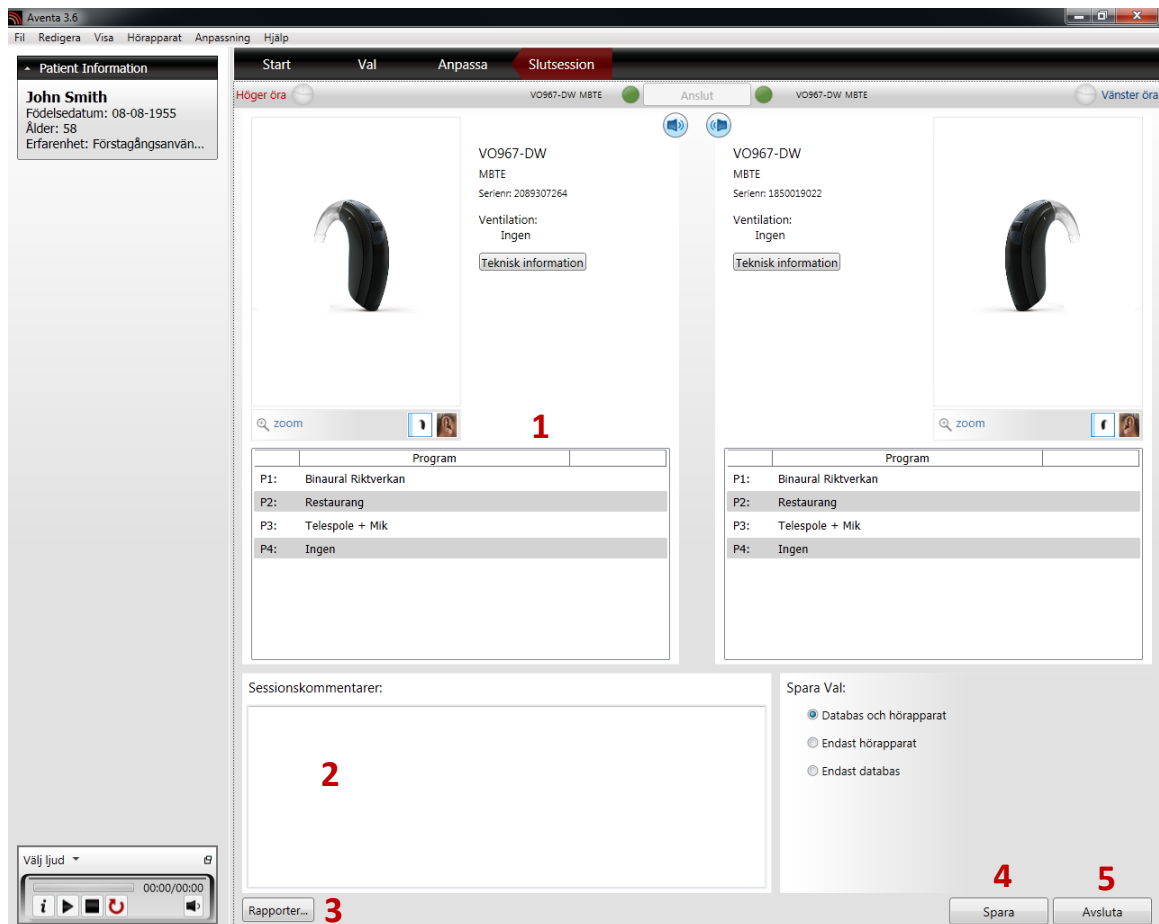 Aventa 3.6
Fil Redigera Visa Hörapparat Anpassning Hjälp
Patient Information
John Smith
Födelsedatum: 08-08-1955
Ålder: 58
Erfarenhet: Förstagångsanvän...
Start Val Anpassa Slutsession
Höger öra VO967-DW MBTE Anslut VO967-DW MBTE Vänster öra
VO967-DW
MBTE
Serienr: 2089307264
Ventilation:
Ingen
Teknisk information
VO967-DW
MBTE
Serienr: 1850019022
Ventilation:
Ingen
Teknisk information
zoom
1
zoom
Program
P1: Binaural Riktverkan
P2: Restaurang
P3: Telespole + Mik
P4: Ingen
Program
P1: Binaural Riktverkan
P2: Restaurang
P3: Telespole + Mik
P4: Ingen
Sessionskommentarer:
2
Spara Val:
Databas och hörapparat
Endast hörapparat
Endast databas
Välj ljud
00:00/00:00
i
Rapporter... 3
4
Spara
5
Avsluta